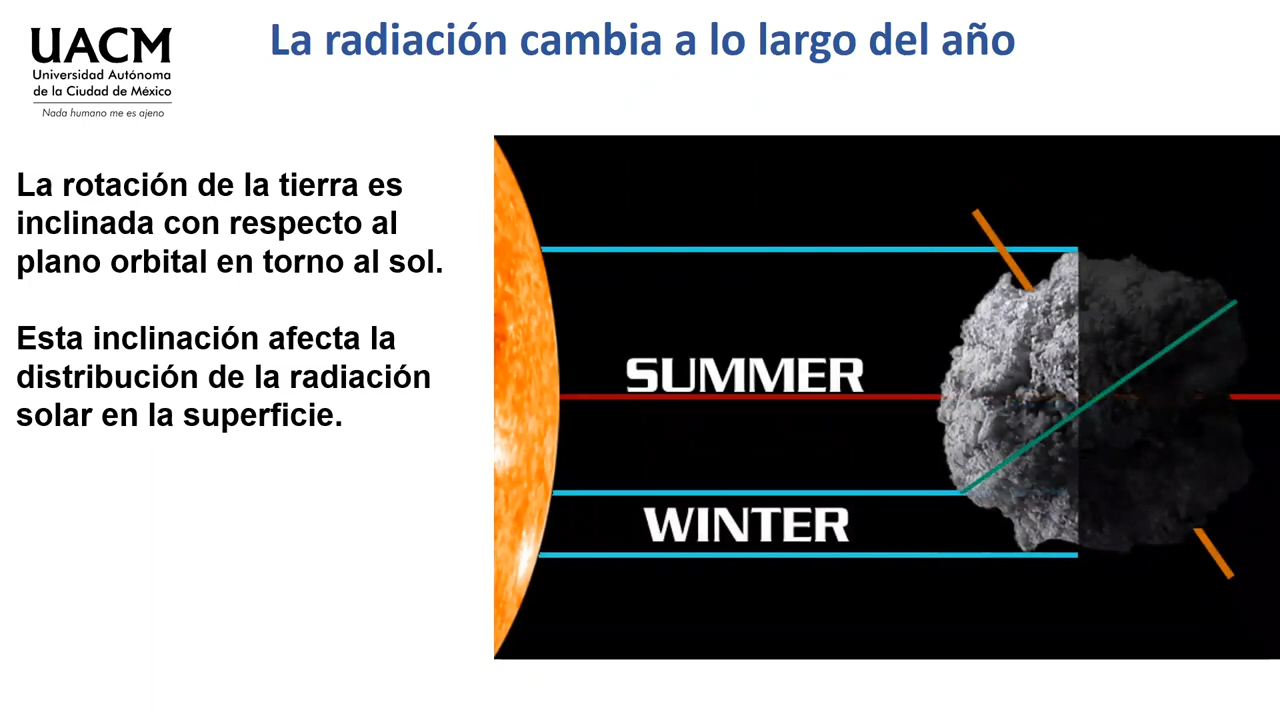 UACM
Universidad Autónoma
de la Ciudad de México
Nada humano me es ajeno
La radiación cambia a lo largo del año
La rotación de la tierra es
inclinada con respecto al
plano orbital en torno al sol.
Esta inclinación afecta la
distribución de la radiación
solar en la superficie.
SUMMER
WINTER